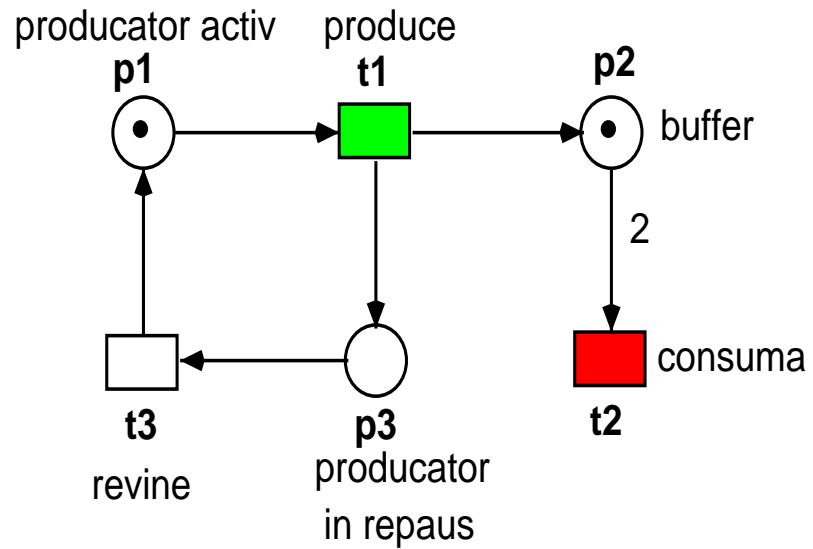 producator activ
produce
p1
t1
p2
buffer
2
consuma
t3
p3
t2
revine
producator
in repaus